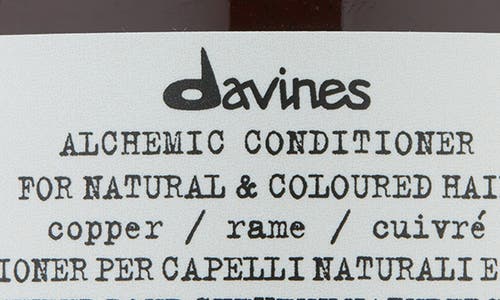 davines
ALCHEMIC CONDITIONER
FOR NATURAL & COLOURED HAI
copper / rame / cuivré
IONER PER CAPELLI NATURALI E